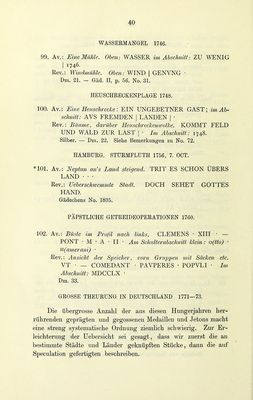 40
WASSERMANGEL 1746.
99. Av.: Eine Mühle. Oben: WASSER im Abschnitt: ZU WENIG
| 1746.
Rev.: Windmühle. Oben: WIND | GENVNG ·
Dm. 21. — Gäd. II, p. 56. No. 31.
HEUSCHRECKENPLAGE 1748.
100. Av.: Eine Heuschrecke: EIN UNGEBETNER GAST; im Ab-
schnitt: AVS FREMDEN | LANDEN | ·
Rev.: Bäume, darüber Heuschreckenwolke. KOMMT FELD
UND WALD ZUR LAST | · Im Abschnitt: 1748.
Silber. — Dm. 22. Siehe Bemerkungen zu No. 72.
HAMBURG. STURMFLUTH 1756, 7. OCT.
*101. Av.: Neptun an's Land steigend. TRIT ES SCHON ÜBERS
LAND · · ·
Rev.: Ueberschwemmte Stadt. DOCH SEHET GOTTES
HAND.
Gädechens No. 1895.
PÄPSTLICHE GETREIDEOPERATIONEN 1760.
102. Av.: Büste im Profil nach links, CLEMENS · XIII · —
PONT · M · A · II · Am Schulterabschnitt klein: o(tto) ·
h(amerani) ·
Rev.: Ansicht der Speicher, vorn Gruppen mit Säcken etc.
VT · — COMEDANT · PAVPERES · POPVLI · Im
Abschnitt: MDCCLX ·
Dm. 33.
GROSSE THEURUNG IN DEUTSCHLAND 1771—73.
Die übergrosse Anzahl der aus diesen Hungerjahren her-
rührenden geprägten und gegossenen Medaillen und Jetons macht
eine streng systematische Ordnung ziemlich schwierig. Zur Er-
leichterung der Uebersicht sei gesagt, dass wir zuerst die an
bestimmte Städte und Länder geknüpften Stücke, dann die auf
Speculation gefertigten beschreiben.